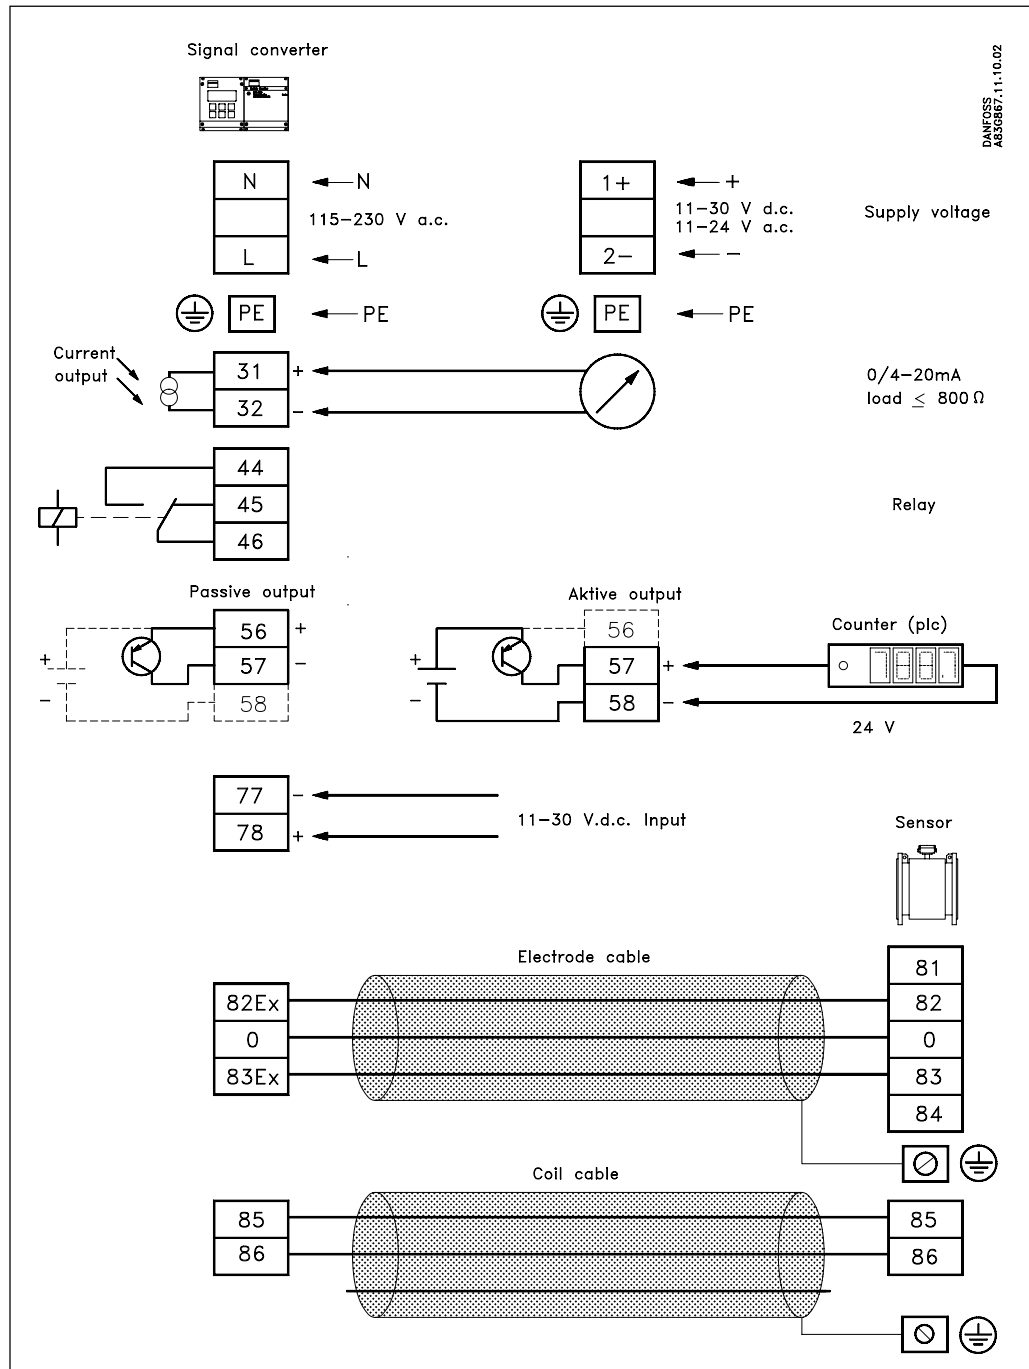 Signal converter
DANFOSS
A83G867.11.10.02
N
N
115-230 V a.c.
L
L
1+
+
11-30 V d.c.
11-24 V a.c.
2-
-
Supply voltage
PE
PE
PE
PE
Current
output
31
+
32
-
0/4-20mA
load ≤ 800 Ω
44
45
46
Relay
Passive output
56
+
57
-
58
+
-
Aktive output
56
57
+
58
-
+
-
Counter (plc)
24 V
77
-
78
+
11-30 V.d.c. Input
Sensor
Electrode cable
82Ex
0
83Ex
81
82
0
83
84
Coil cable
85
86
85
86